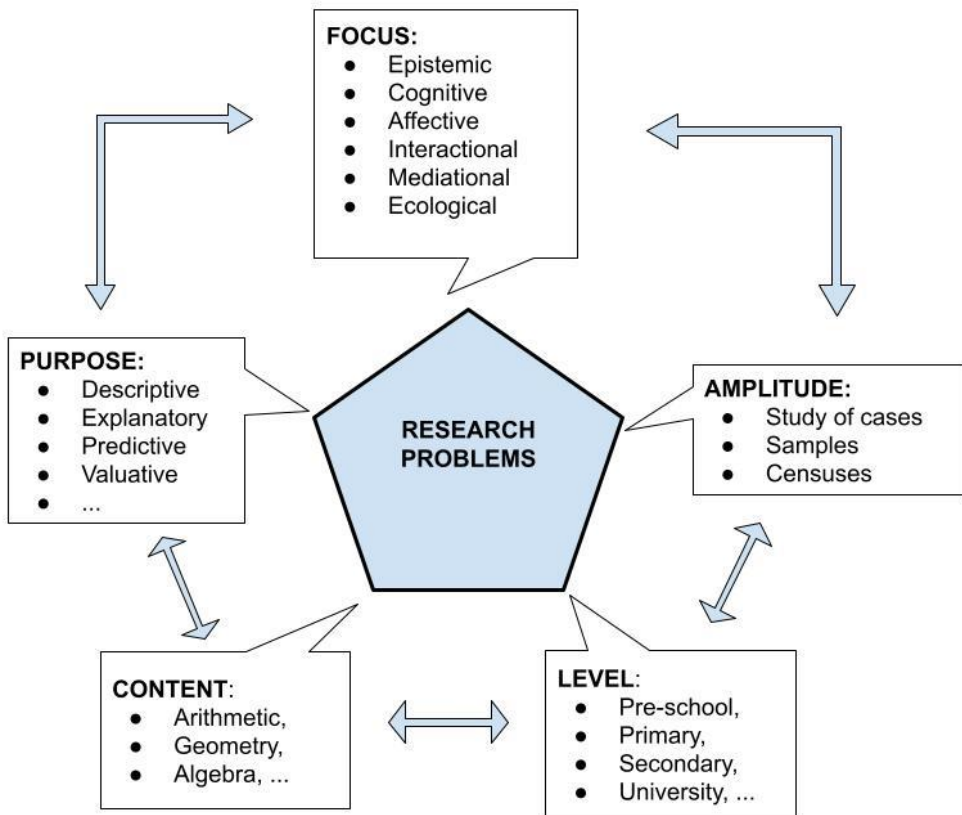 FOCUS:
● Epistemic
● Cognitive
● Affective
● Interactional
● Mediational
● Ecological
PURPOSE:
● Descriptive
● Explanatory
● Predictive
● Valuative
● ...
RESEARCH
PROBLEMS
AMPLITUDE:
● Study of cases
● Samples
● Censuses
CONTENT:
● Arithmetic,
● Geometry,
● Algebra, ...
LEVEL:
● Pre-school,
● Primary,
● Secondary,
● University, ...